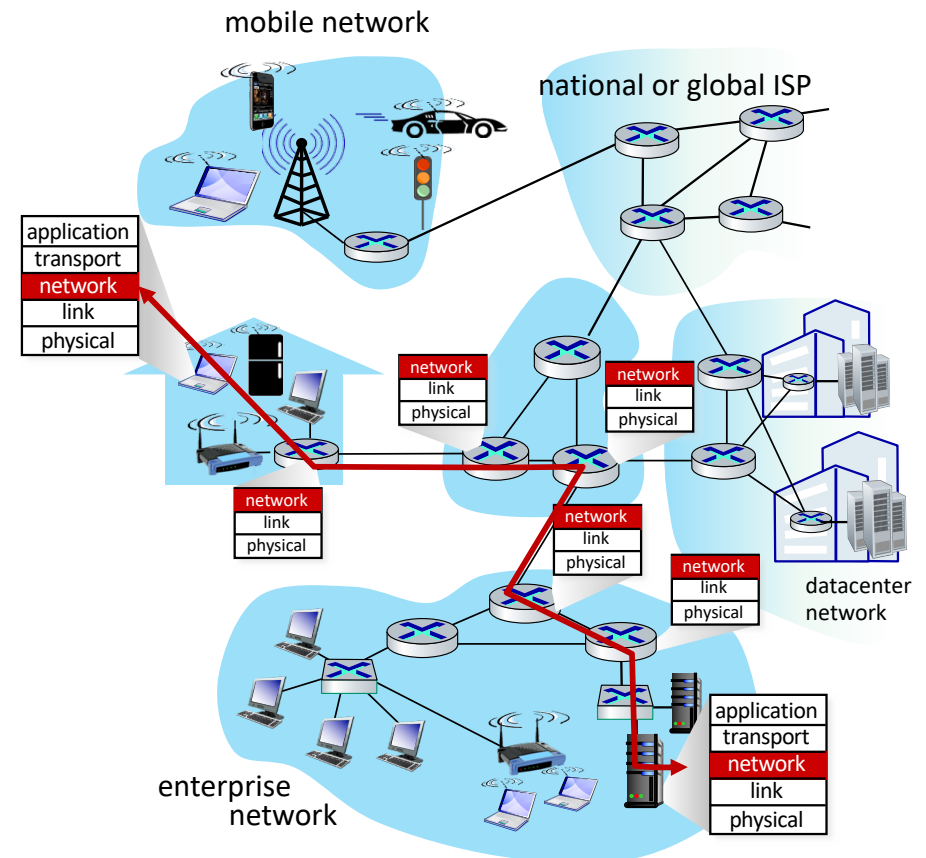 mobile network
national or global ISP
application
transport
network
link
physical
network
link
physical
network
link
physical
network
link
physical
network
link
physical
network
link
physical
datacenter
network
application
transport
network
link
physical
enterprise
network